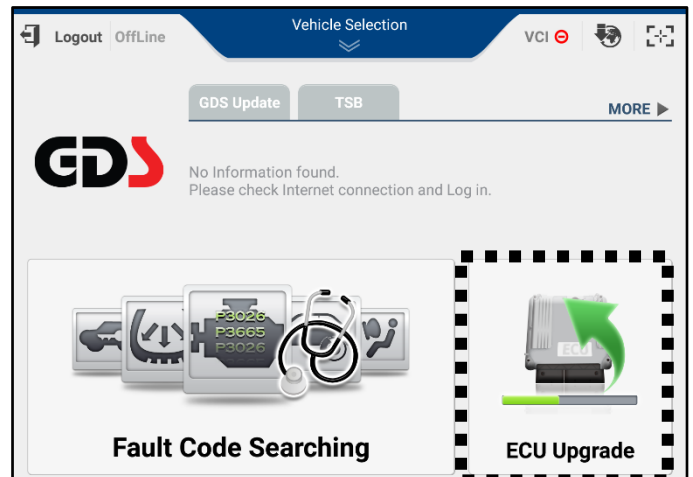 Logout OffLine Vehicle Selection VCI
GDS Update TSB MORE
GDS
No Information found.
Please check Internet connection and Log in.
P3026
P3665
P3026
ECU
Fault Code Searching ECU Upgrade